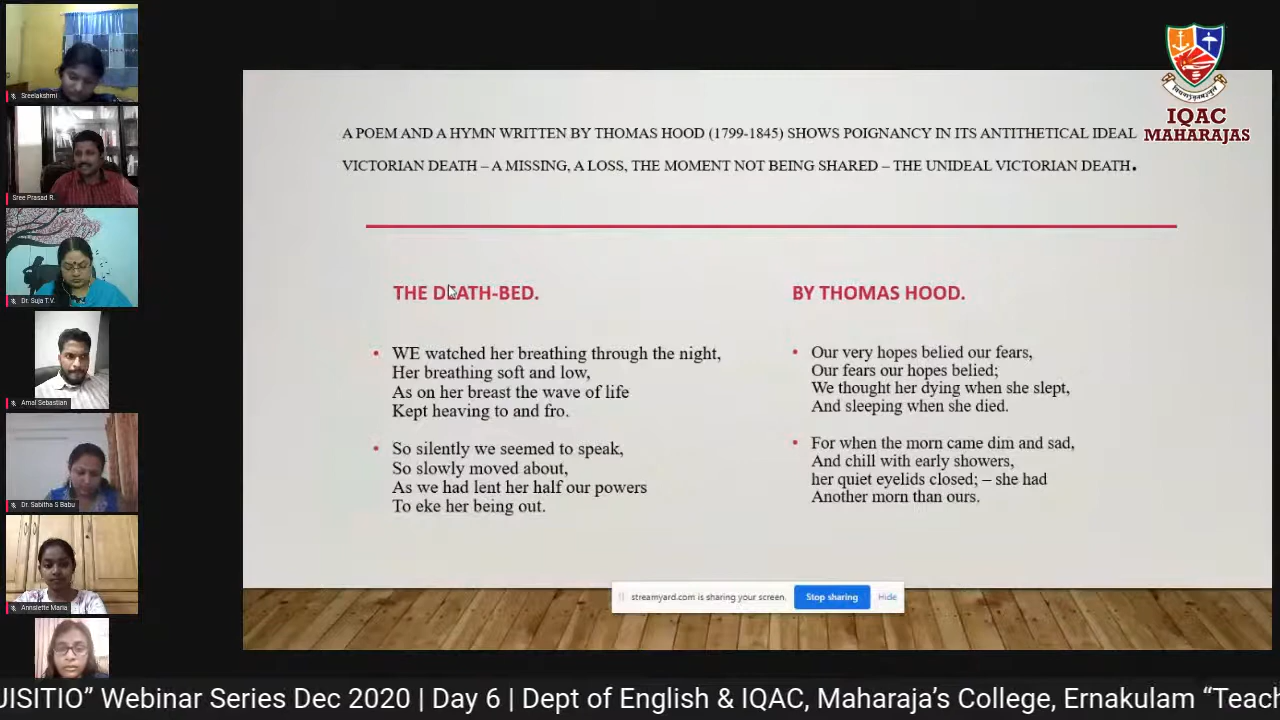 Sreelakshmi
Sree Prasad R.
Dr. Suja T.V.
Amal Sebastian
Dr. Sabitha S Babu
Annslette Maria
IQAC
MAHARAJAS
A POEM AND A HYMN WRITTEN BY THOMAS HOOD (1799-1845) SHOWS POIGNANCY IN ITS ANTITHETICAL IDEAL
VICTORIAN DEATH – A MISSING, A LOSS, THE MOMENT NOT BEING SHARED – THE UNIDEAL VICTORIAN DEATH.
THE DEATH-BED.
• WE watched her breathing through the night,
Her breathing soft and low,
As on her breast the wave of life
Kept heaving to and fro.
• So silently we seemed to speak,
So slowly moved about,
As we had lent her half our powers
To eke her being out.
BY THOMAS HOOD.
• Our very hopes belied our fears,
Our fears our hopes belied;
We thought her dying when she slept,
And sleeping when she died.
• For when the morn came dim and sad,
And chill with early showers,
her quiet eyelids closed; – she had
Another morn than ours.
streamyard.com is sharing your screen. Stop sharing Hide
UISITIO” Webinar Series Dec 2020 | Day 6 | Dept of English & IQAC, Maharaja’s College, Ernakulam “Teach